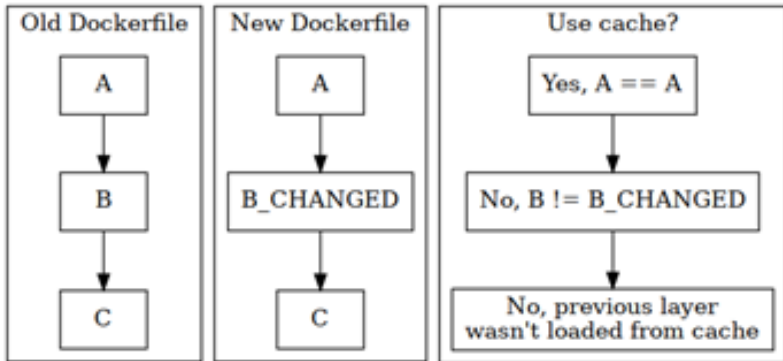 Old Dockerfile
A
B
C
New Dockerfile
A
B_CHANGED
C
Use cache?
Yes, A == A
No, B != B_CHANGED
No, previous layer
wasn't loaded from cache